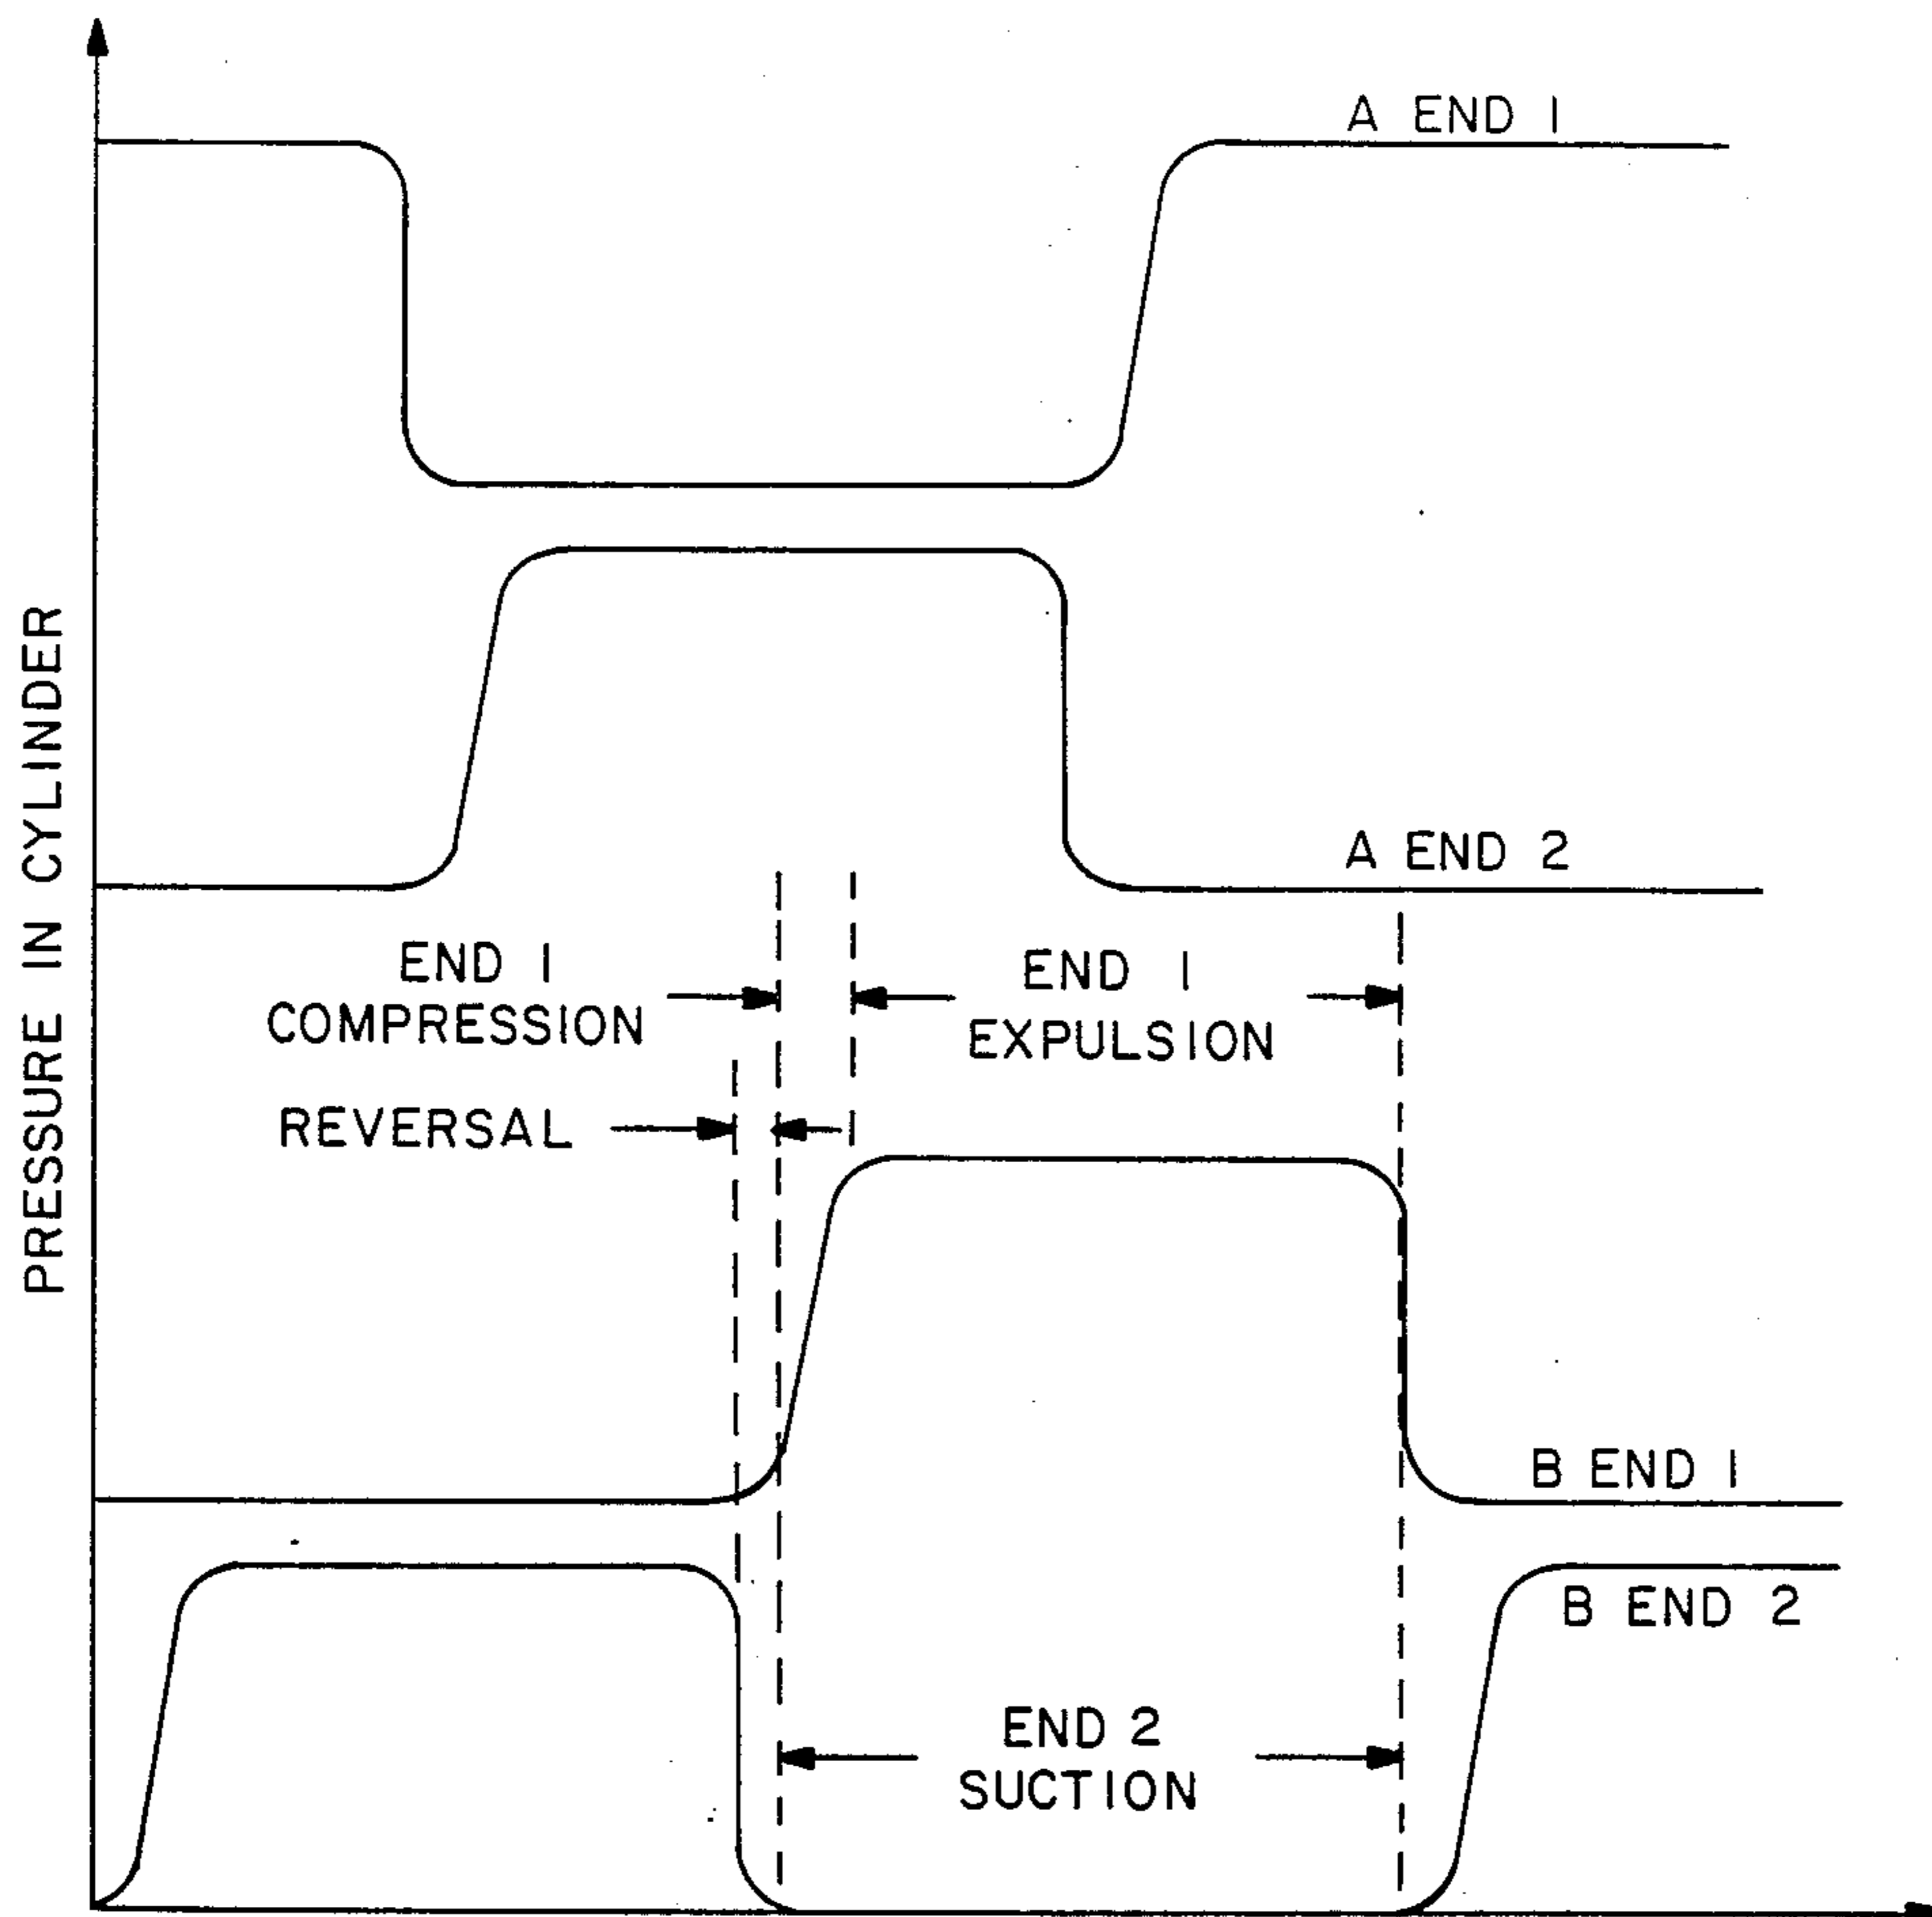 A END 1
PRESSURE IN CYLINDER
A END 2
END 1
COMPRESSION
END 1
EXPULSION
REVERSAL
B END 1
B END 2
END 2
SUCTION